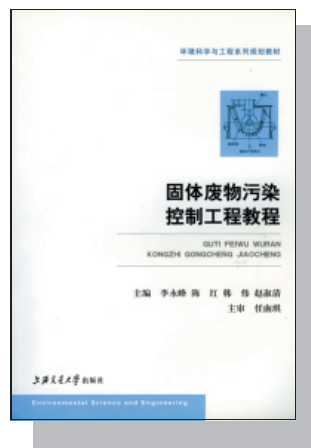 环境科学与工程系列规划教材
固体废物污染
控制工程教程
GUTI FEIWU WURAN
KONGZHI GONGCHENG JIAOCHENG
主编 李永峰 陈 红 韩 伟 赵淑清
主审 任南琪
上海交通大学出版社
Environmental Science and Engineering